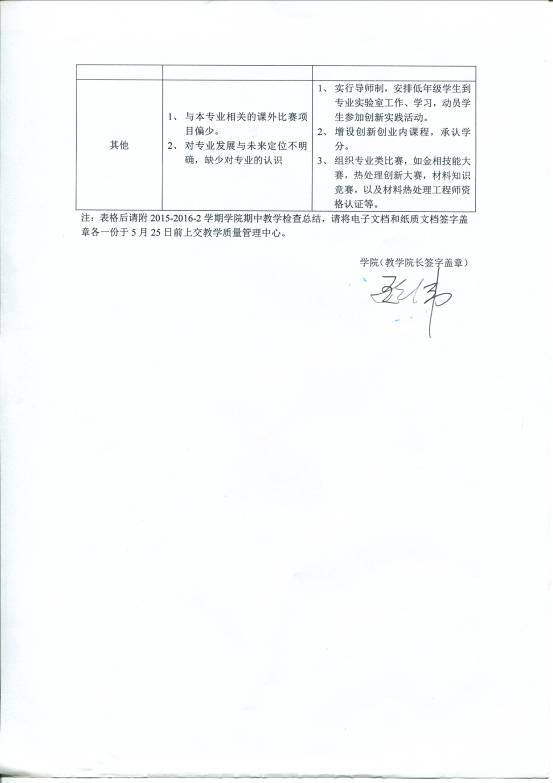 其他
1、 与本专业相关的课外比赛项
目偏少。
2、 对专业发展与未来定位不明
确，缺少对专业的认识
1、 实行导师制，安排低年级学生到
专业实验室工作、学习，动员学
生参加创新实践活动。
2、 增设创新创业内课程，承认学
分。
3、 组织专业类比赛，如金相技能大
赛，热处理创新大赛，材料知识
竞赛，以及材料热处理工程师资
格认证等。
注：表格后请附 2015-2016-2 学期学院期中教学检查总结，请将电子文档和纸质文档签字盖
章各一份于 5 月 25 日前上交教学质量管理中心。
学院（教学院长签字盖章）